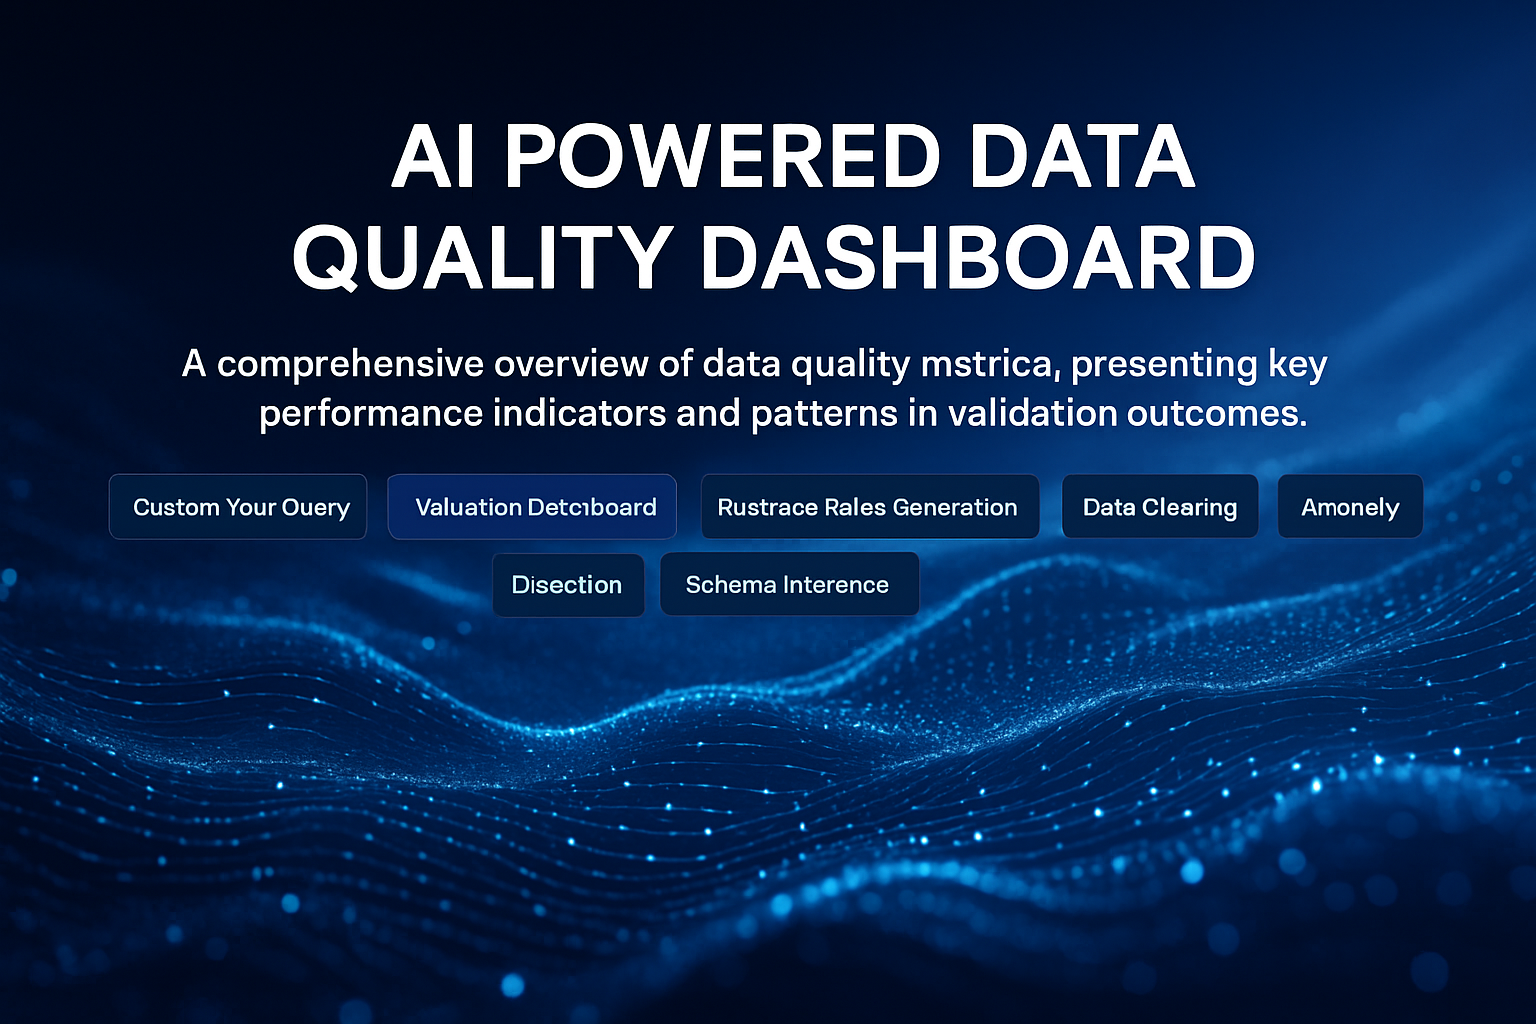 AI POWERED DATA
QUALITY DASHBOARD
A comprehensive overview of data quality mstrica, presenting key
performance indicators and patterns in validation outcomes.
Custom Your Ouery
Valuation Detcıboard
Rustrace Rales Generation
Data Clearing
Amonely
Disection
Schema Interence